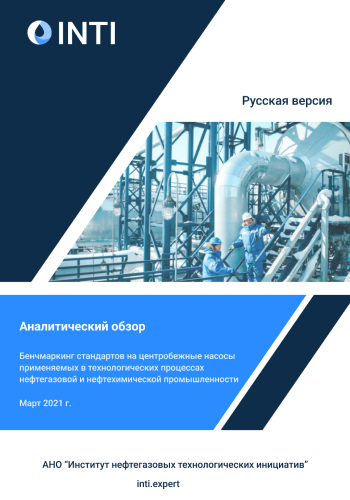 INTI
Русская версия
Аналитический обзор
Бенчмаркинг стандартов на центробежные насосы
применяемых в технологических процессах
нефтегазовой и нефтехимической промышленности
Март 2021 г.
АНО “Институт нефтегазовых технологических инициатив”
inti.expert